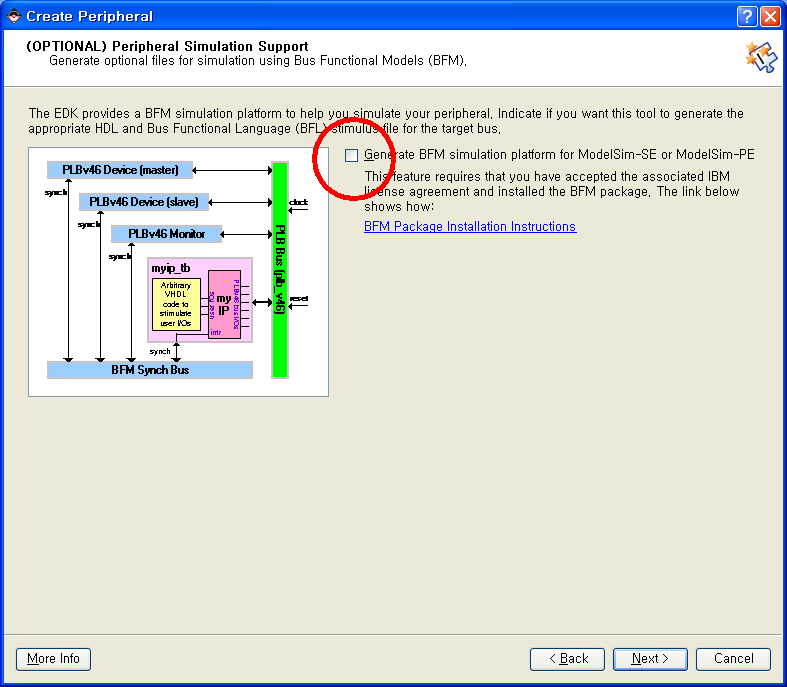 Create Peripheral
(OPTIONAL) Peripheral Simulation Support
Generate optional files for simulation using Bus Functional Models (BFM).
The EDK provides a BFM simulation platform to help you simulate your peripheral. Indicate if you want this tool to generate the
appropriate HDL and Bus Functional Language (BFL) stimulus file for the target bus.
Generate BFM simulation platform for ModelSim-SE or ModelSim-PE
This feature requires that you have accepted the associated IBM
license agreement and installed the BFM package. The link below
shows how:
BFM Package Installation Instructions
PLBv46 Device (master)
synch
PLBv46 Device (slave)
clock
synch
PLBv46 Monitor
synch
PLB Bus (plb_v46)
myip_tb
Arbitrary
VHDL
code to
stimulate
user I/Os
my
IP
PLBv46 bus I/Os
intr
reset
synch
BFM Synch Bus
More Info
< Back
Next >
Cancel